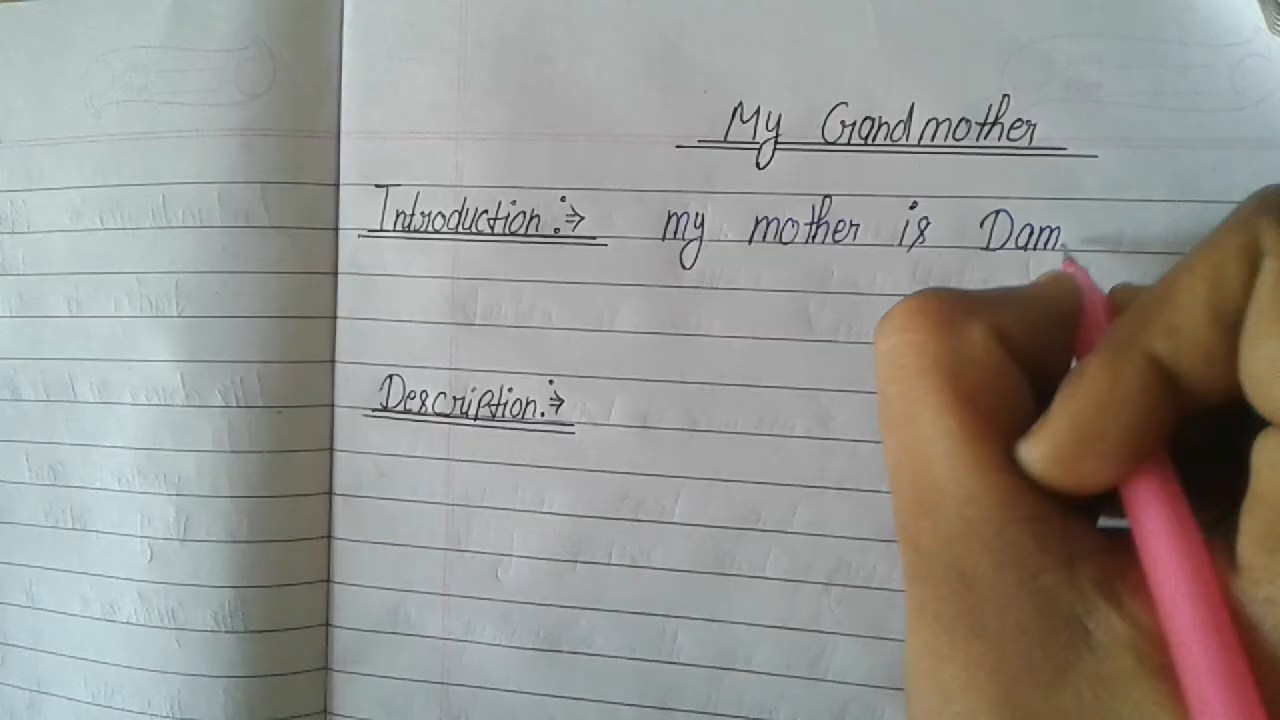 My Grandmother
Introduction :⇒ my mother is Dam
Description :⇒